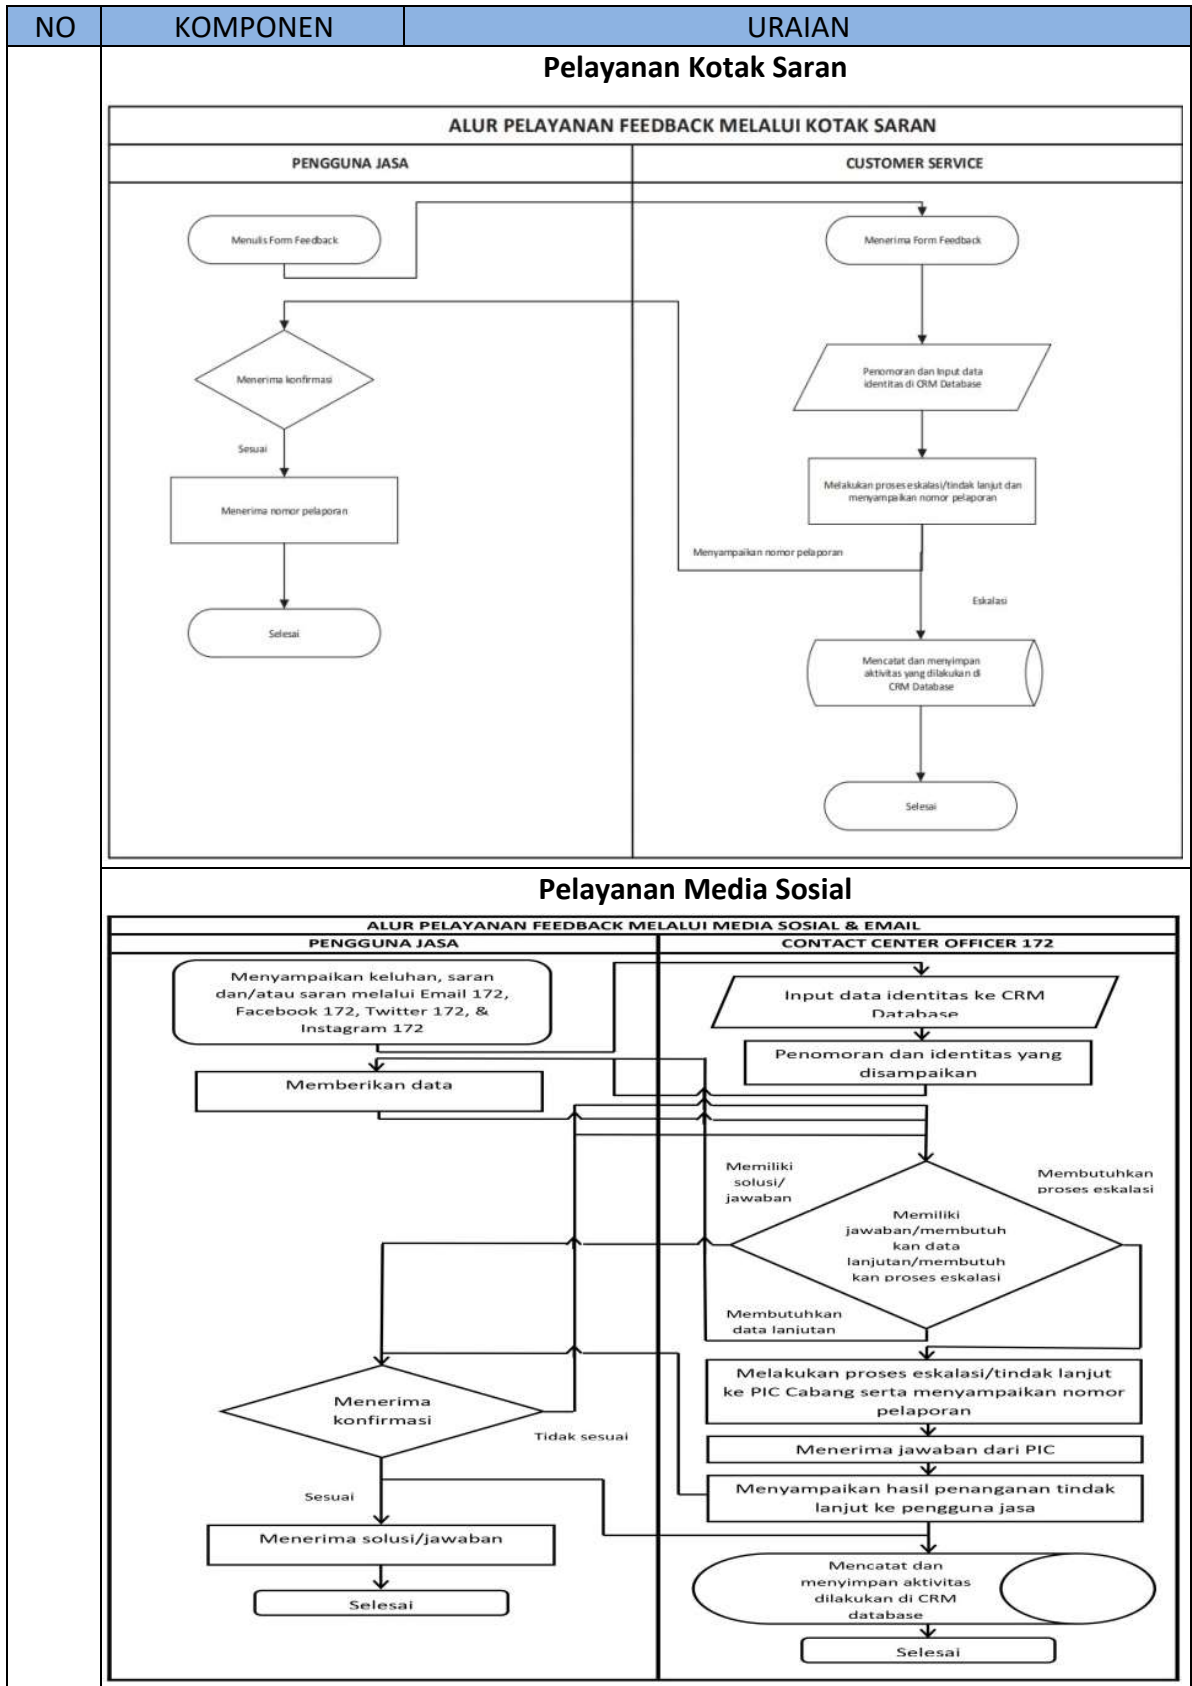 NO KOMPONEN URAIAN
Pelayanan Kotak Saran
ALUR PELAYANAN FEEDBACK MELALUI KOTAK SARAN
PENGGUNA JASA CUSTOMER SERVICE
Menulis Form Feedback
Menerima Form Feedback
Menerima konfirmasi
Penomoran dan Input data
identitas di CRM Database
Sesuai
Menerima nomor pelaporan
Melakukan proses eskalasi/tindak lanjut dan
menyampaikan nomor pelaporan
Menyampaikan nomor pelaporan
Eskalasi
Selesai
Mencatat dan menyimpan
aktivitas yang dilakukan di
CRM Database
Selesai
Pelayanan Media Sosial
ALUR PELAYANAN FEEDBACK MELALUI MEDIA SOSIAL & EMAIL
PENGGUNA JASA CONTACT CENTER OFFICER 172
Menyampaikan keluhan, saran
dan/atau saran melalui Email 172,
Facebook 172, Twitter 172, &
Instagram 172
Input data identitas ke CRM
Database
Penomoran dan identitas yang
disampaikan
Memberikan data
Memiliki
solusi/
jawaban
Membutuhkan
proses eskalasi
Memiliki
jawaban/membutuh
kan data
lanjutan/membutuh
kan proses eskalasi
Membutuhkan
data lanjutan
Melakukan proses eskalasi/tindak lanjut
ke PIC Cabang serta menyampaikan nomor
pelaporan
Menerima
konfirmasi
Tidak sesuai
Menerima jawaban dari PIC
Menyampaikan hasil penanganan tindak
lanjut ke pengguna jasa
Sesuai
Menerima solusi/jawaban
Selesai
Mencatat dan
menyimpan aktivitas
dilakukan di CRM
database
Selesai